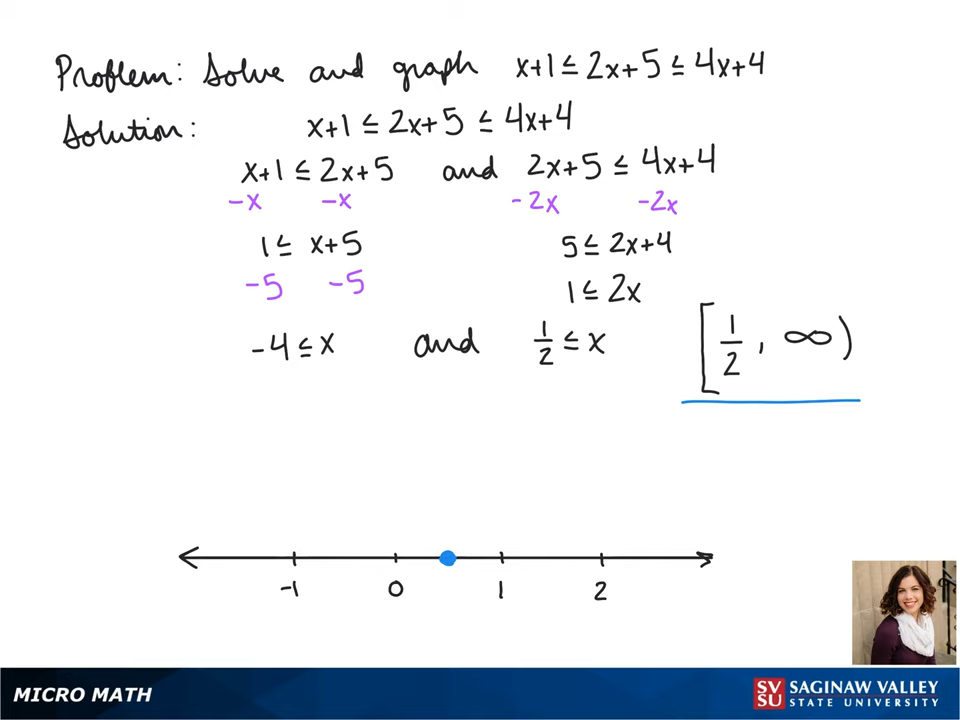 Problem: Solve and graph x+1 ≤ 2x+5 ≤ 4x+4
Solution: x+1 ≤ 2x+5 ≤ 4x+4
x+1 ≤ 2x+5 and 2x+5 ≤ 4x+4
-x -x -2x -2x
1 ≤ x+5 5 ≤ 2x+4
-5 -5 1 ≤ 2x
-4 ≤ x and 1/2 ≤ x [1/2, ∞)
-1 0 1 2
MICRO MATH SVSU SAGINAW VALLEY
STATE UNIVERSITY